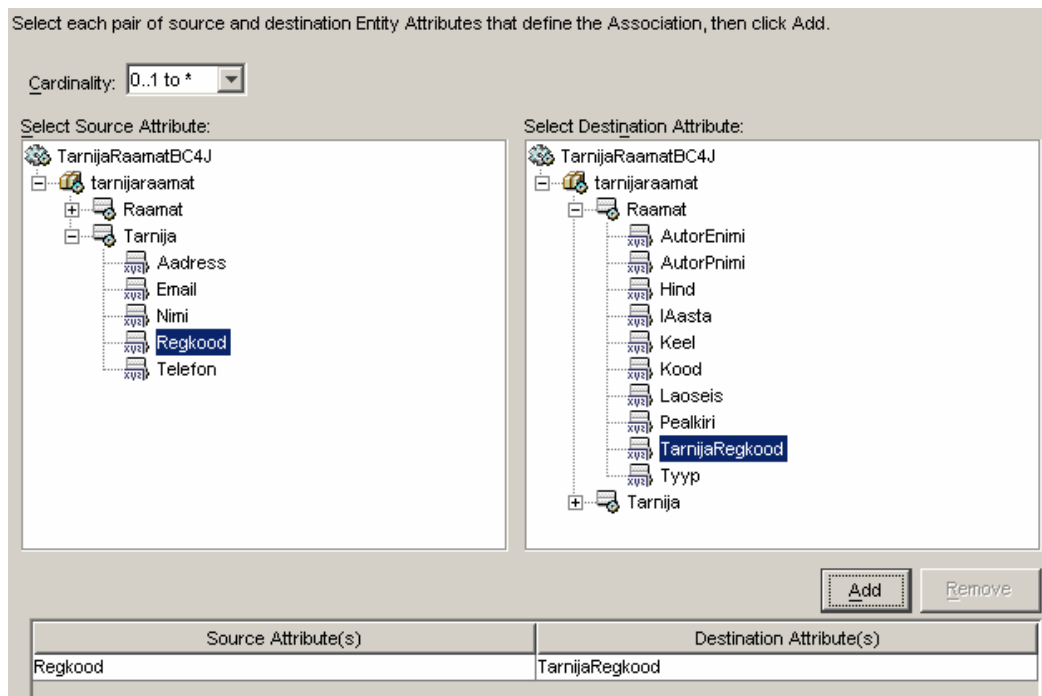 Select each pair of source and destination Entity Attributes that define the Association, then click Add.
Cardinality: 0..1 to *
Select Source Attribute:
TarnijaRaamatBC4J
tarnijaraamat
Raamat
Tarnija
Aadress
Email
Nimi
Regkood
Telefon
Select Destination Attribute:
TarnijaRaamatBC4J
tarnijaraamat
Raamat
AutorEnimi
AutorPnimi
Hind
IAasta
Keel
Kood
Laoseis
Pealkiri
TarnijaRegkood
Tyyp
Tarnija
Add Remove
Source Attribute(s) Destination Attribute(s)
Regkood TarnijaRegkood